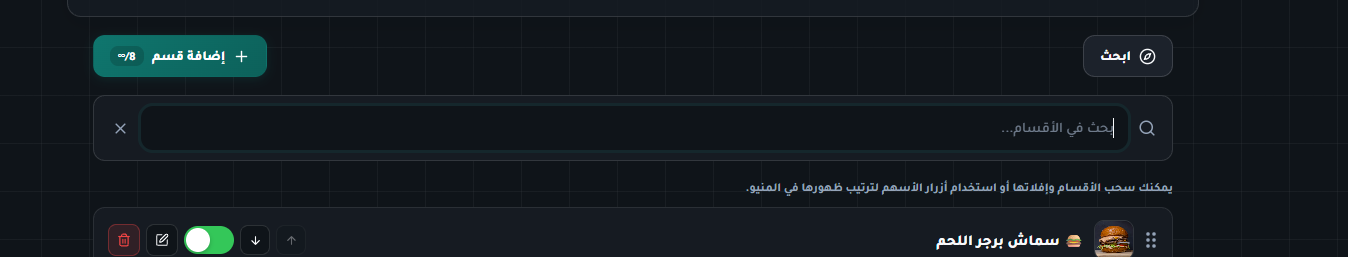 ابحث
إضافة قسم 8/∞
بحث في الأقسام...
يمكنك سحب الأقسام وإفلاتها أو استخدام أزرار الأسهم لترتيب ظهورها في المنيو.
🍔 سماش برجر اللحم